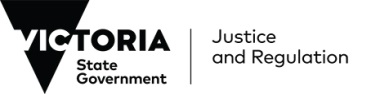 VICTORIA
State
Government
Justice
and Regulation